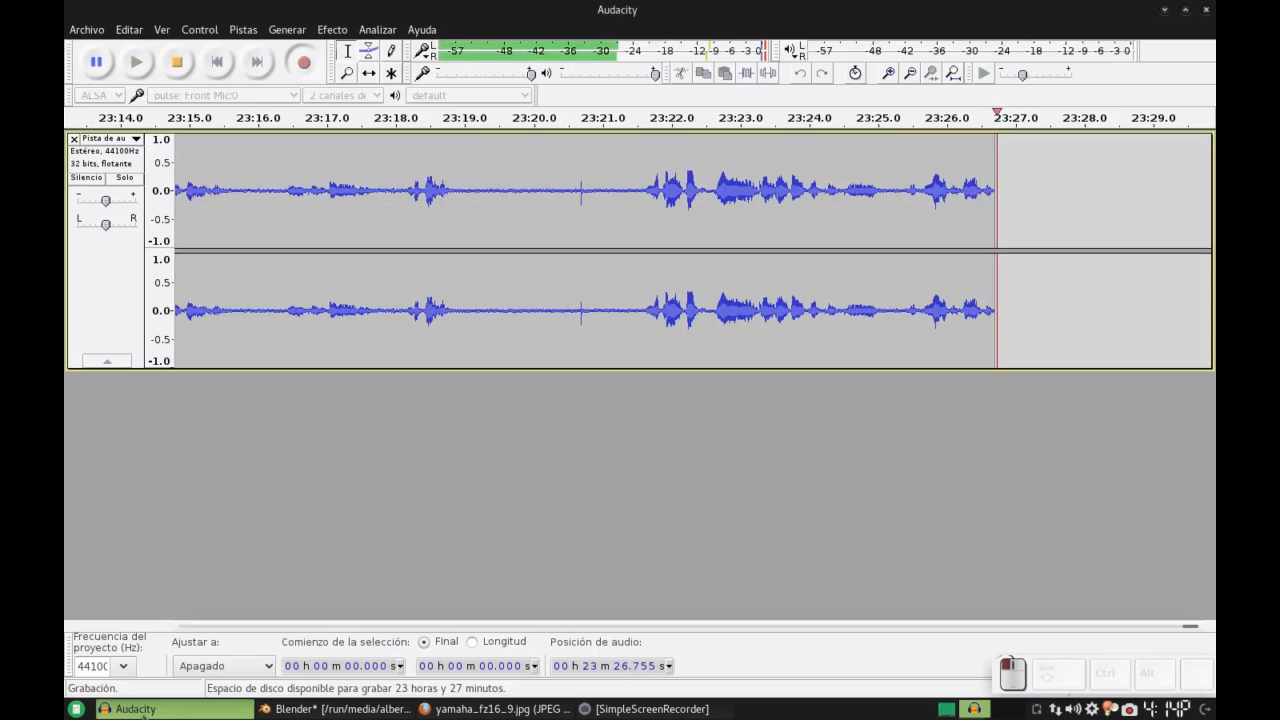 Audacity
Archivo Editar Ver Control Pistas Generar Efecto Analizar Ayuda
L R -57 -48 -42 -36 -30 -24 -18 -12 -9 -6 -3 0 L R -57 -48 -42 -36 -30 -24 -18 -12 -9 -6 -3 0
- + - + - +
ALSA pulse: Front Mic:0 2 canales d default
23:14.0 23:15.0 23:16.0 23:17.0 23:18.0 23:19.0 23:20.0 23:21.0 23:22.0 23:23.0 23:24.0 23:25.0 23:26.0 23:27.0 23:28.0 23:29.0
Pista de au 1.0
Estéreo, 44100Hz
32 bits, flotante 0.5
Silencio Solo
- + 0.0
L R -0.5
-1.0
1.0
0.5
0.0
-0.5
-1.0
Frecuencia del
proyecto (Hz): Ajustar a: Comienzo de la selección: Final Longitud Posición de audio:
4410 Apagado 00 h 00 m 00.000 s 00 h 00 m 00.000 s 00 h 23 m 26.755 s
Ctrl Alt
Grabación. Espacio de disco disponible para grabar 23 horas y 27 minutos.
Audacity Blender* [/run/media/alber... yamaha_fz16_9.jpg (JPEG ... [SimpleScreenRecorder]